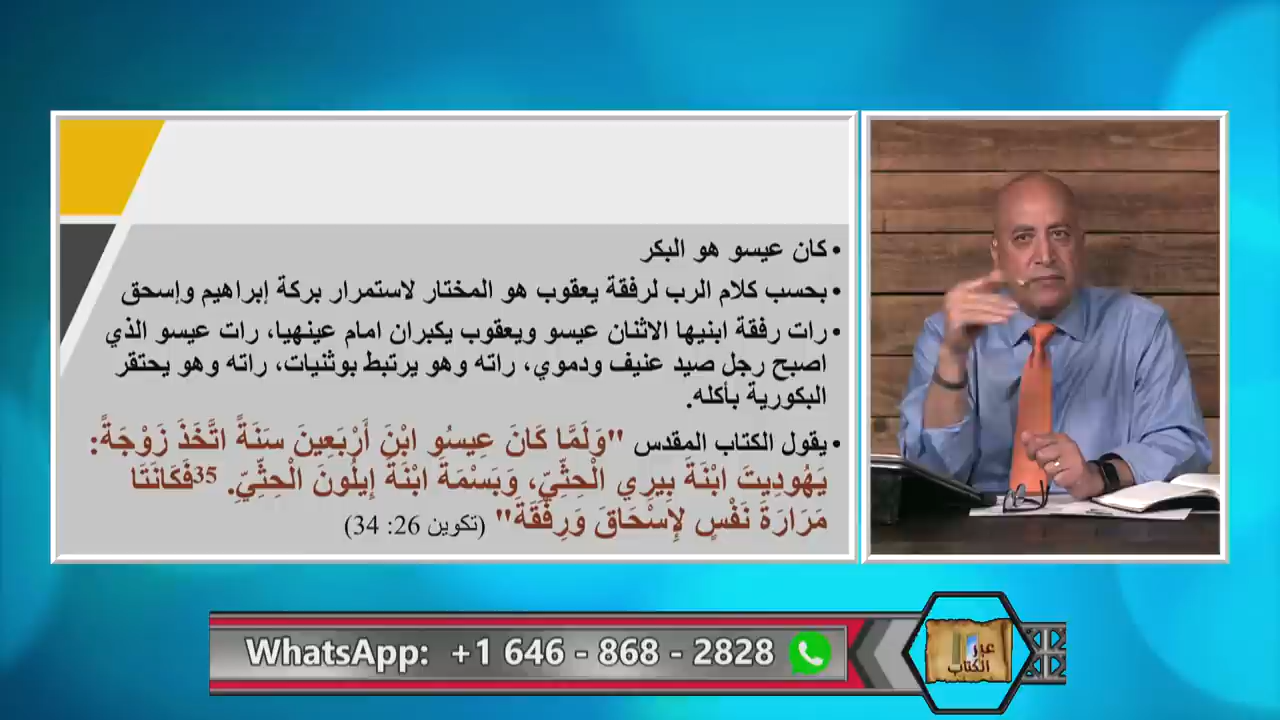 • كان عيسو هو البكر
• بحسب كلام الرب لرفقة يعقوب هو المختار لاستمرار بركة إبراهيم وإسحق
• رات رفقة ابنيها الاثنان عيسو ويعقوب يكبران امام عينهيا، رات عيسو الذي
اصبح رجل صيد عنيف ودموي، راته وهو يرتبط بوثنيات، راته وهو يحتقر
البكورية بأكله.
• يقول الكتاب المقدس "وَلَمَّا كَانَ عِيسُو ابْنَ أَرْبَعِينَ سَنَةً اتَّخَذَ زَوْجَةً:
يَهُودِيتَ ابْنَةَ بِيرِي الْحِثِّيِّ، وَبَسْمَةَ ابْنَةَ إِيلُونَ الْحِثِّيِّ. 35فَكَانَتَا
مَرَارَةَ نَفْسٍ لإِسْحَاقَ وَرِفْقَةَ" (تكوين 26: 34)
WhatsApp: +1 646 - 868 - 2828
عبر
الكتاب